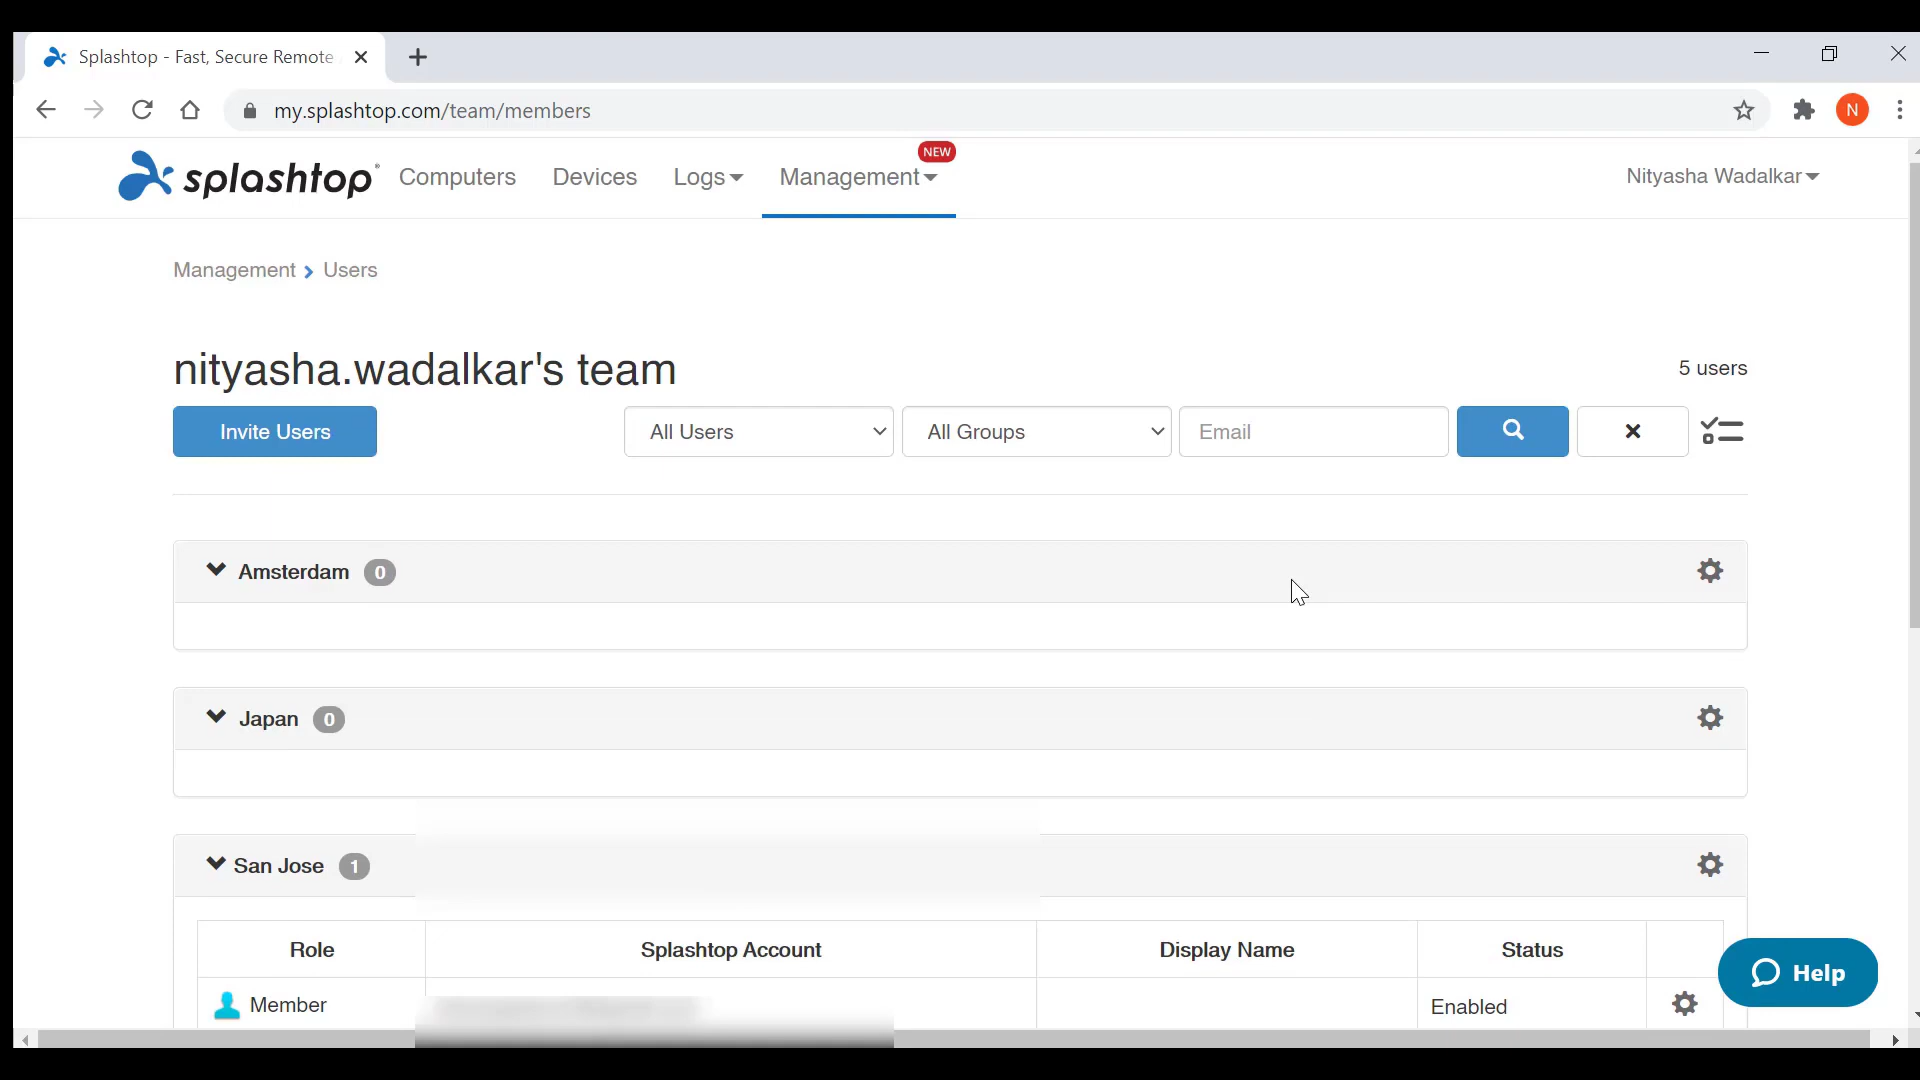 Splashtop - Fast, Secure Remote
my.splashtop.com/team/members
N
splashtop
Computers
Devices
Logs
Management
NEW
Nityasha Wadalkar
Management
Users
nityasha.wadalkar's team
5 users
Invite Users
All Users
All Groups
Email
Amsterdam 0
Japan 0
San Jose 1
Role
Splashtop Account
Display Name
Status
Member
Enabled
Help